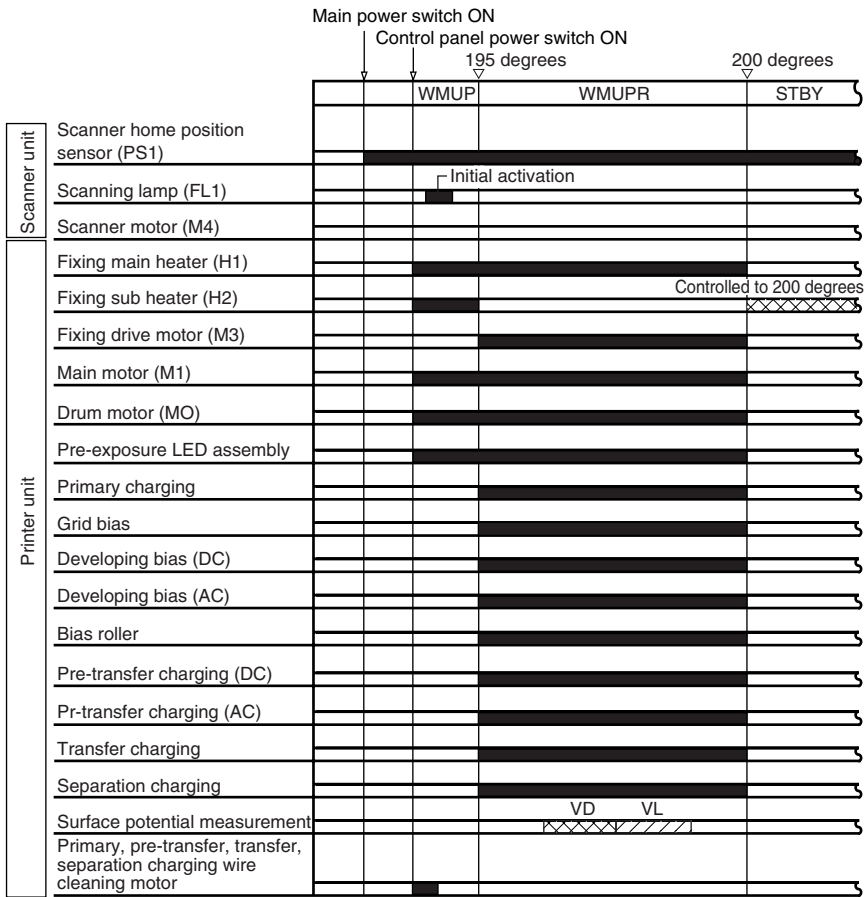 Main power switch ON
Control panel power switch ON
195 degrees
200 degrees
WMUP
WMUPR
STBY
Scanner unit
Scanner home position
sensor (PS1)
Initial activation
Scanning lamp (FL1)
Scanner motor (M4)
Printer unit
Fixing main heater (H1)
Controlled to 200 degrees
Fixing sub heater (H2)
Fixing drive motor (M3)
Main motor (M1)
Drum motor (MO)
Pre-exposure LED assembly
Primary charging
Grid bias
Developing bias (DC)
Developing bias (AC)
Bias roller
Pre-transfer charging (DC)
Pr-transfer charging (AC)
Transfer charging
Separation charging
VD
VL
Surface potential measurement
Primary, pre-transfer, transfer,
separation charging wire
cleaning motor